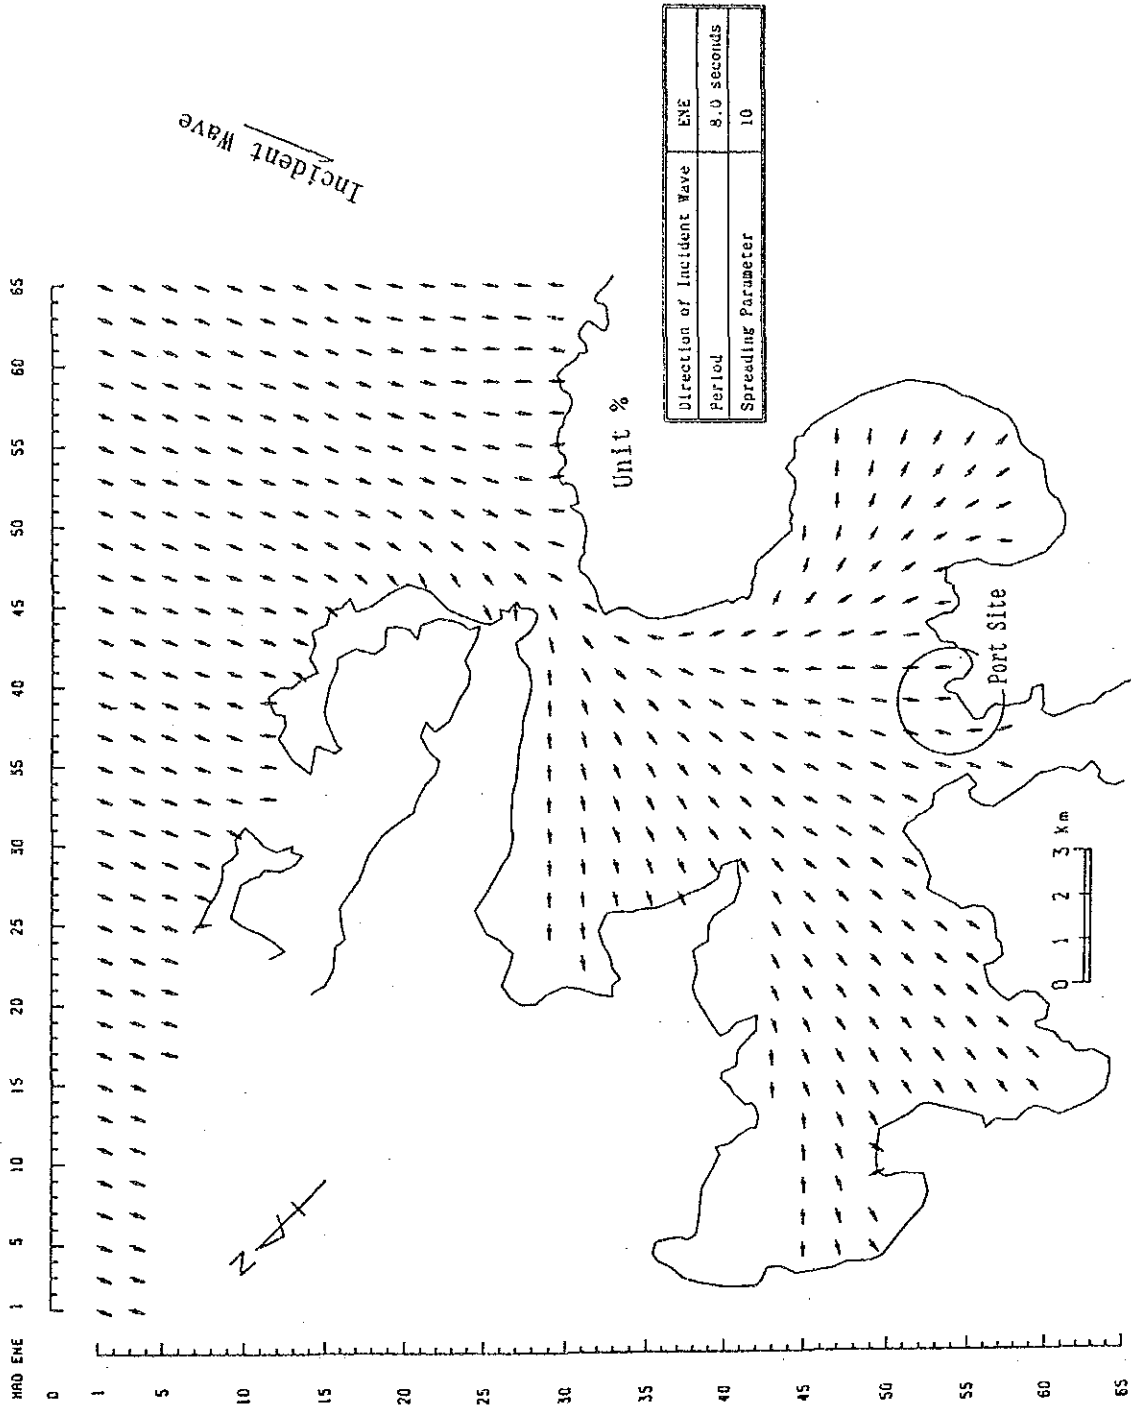 HAO ENE
1 5 10 15 20 25 30 35 40 45 50 55 60 65
0
1
5
10
15
20
25
30
35
40
45
50
55
60
65
Incident Wave
N
Unit %
Direction of Incident Wave ENE
Period 8.0 seconds
Spreading Parameter 10
Port Site
0 1 2 3 Km